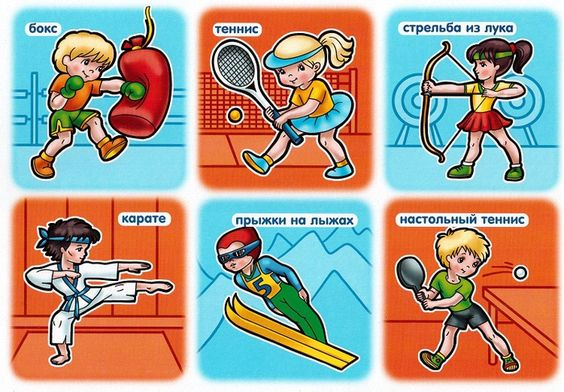 бокс
теннис
стрельба из лука
карате
прыжки на лыжах
настольный теннис
5